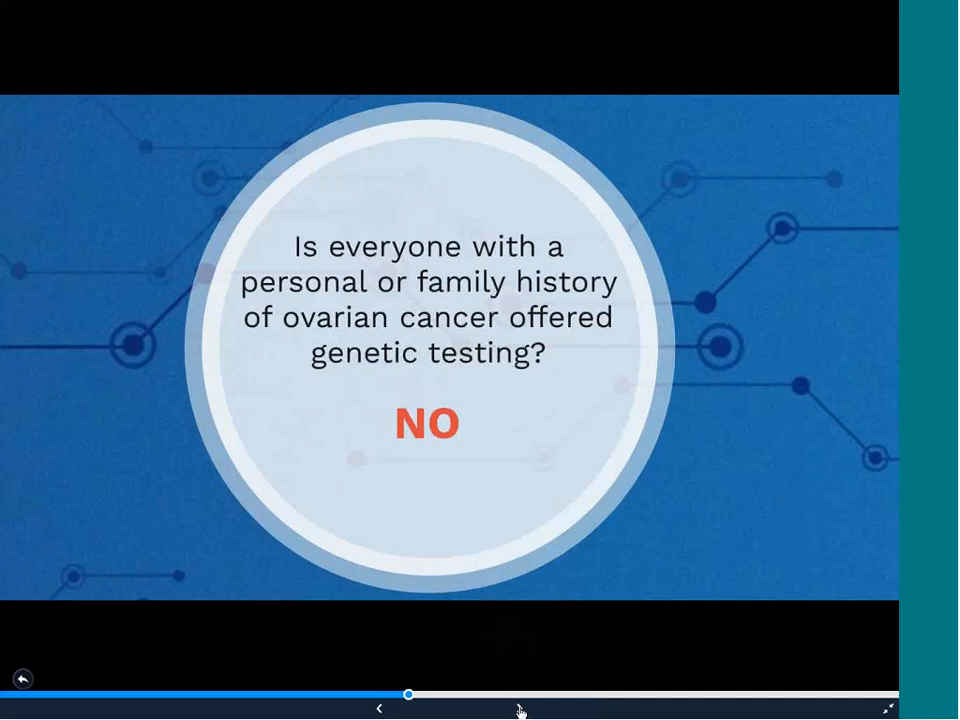 Is everyone with a
personal or family history
of ovarian cancer offered
genetic testing?
NO